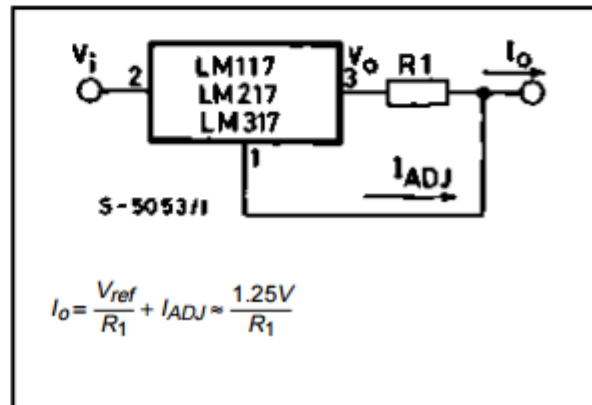 Vi
2
LM117
LM217
LM317
Vo
3
R1
Io
1
IADJ
S-5053/1
Io = Vref/R1 + IADJ ≈ 1.25V/R1